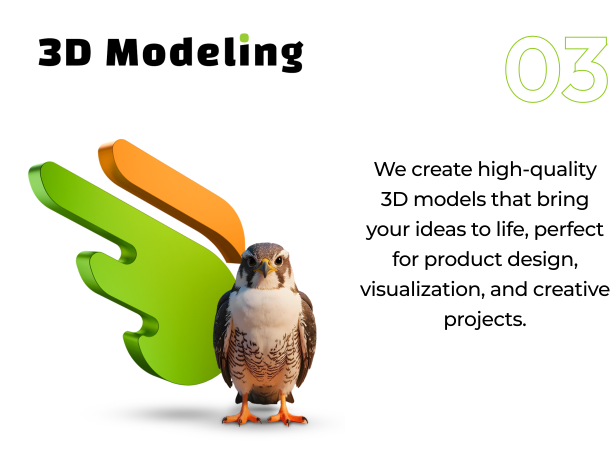 3D Modeling
03
We create high-quality
3D models that bring
your ideas to life, perfect
for product design,
visualization, and creative
projects.